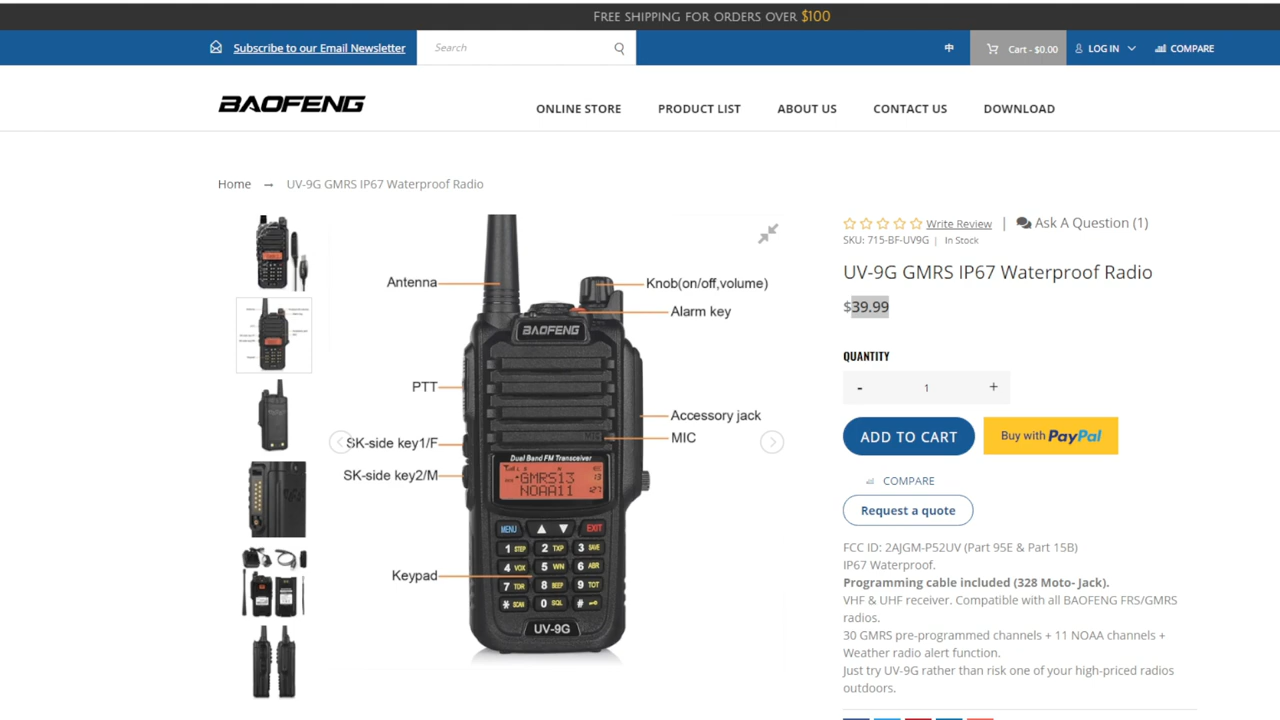 FREE SHIPPING FOR ORDERS OVER $100
Subscribe to our Email Newsletter
Search
中
Cart - $0.00
LOG IN
COMPARE
BAOFENG
ONLINE STORE
PRODUCT LIST
ABOUT US
CONTACT US
DOWNLOAD
Home → UV-9G GMRS IP67 Waterproof Radio
Write Review | Ask A Question (1)
SKU: 715-BF-UV9G | In Stock
UV-9G GMRS IP67 Waterproof Radio
$39.99
QUANTITY
- 1 +
ADD TO CART
Buy with PayPal
COMPARE
Request a quote
FCC ID: 2AJGM-P52UV (Part 95E & Part 15B)
IP67 Waterproof.
Programming cable included (328 Moto- Jack).
VHF & UHF receiver. Compatible with all BAOFENG FRS/GMRS
radios.
30 GMRS pre-programmed channels + 11 NOAA channels +
Weather radio alert function.
Just try UV-9G rather than risk one of your high-priced radios
outdoors.
Antenna
Knob(on/off,volume)
Alarm key
BAOFENG
PTT
Accessory jack
MIC
MIC
SK-side key1/F
SK-side key2/M
Dual Band FM Transceiver
GMRS13
NOAA11
MENU ▲ ▼ EXIT
1 STEP 2 TXP 3 SAVE
4 VOX 5 WN 6 ABR
Keypad
7 TDR 8 BEEP 9 TOT
* SCAN 0 SQL #
UV-9G